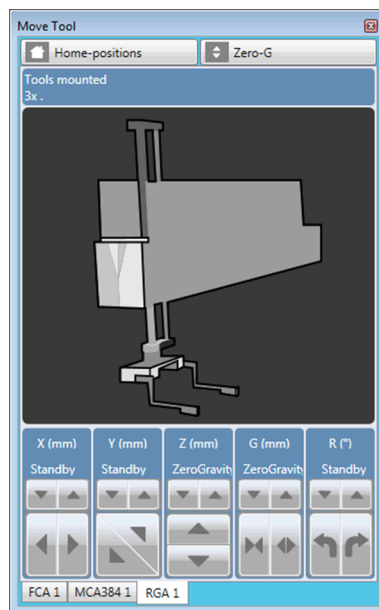 Move Tool
Home-positions
Zero-G
Tools mounted
3x .
X (mm) Y (mm) Z (mm) G (mm) R (°)
Standby Standby ZeroGravity ZeroGravity Standby
FCA 1 MCA384 1 RGA 1